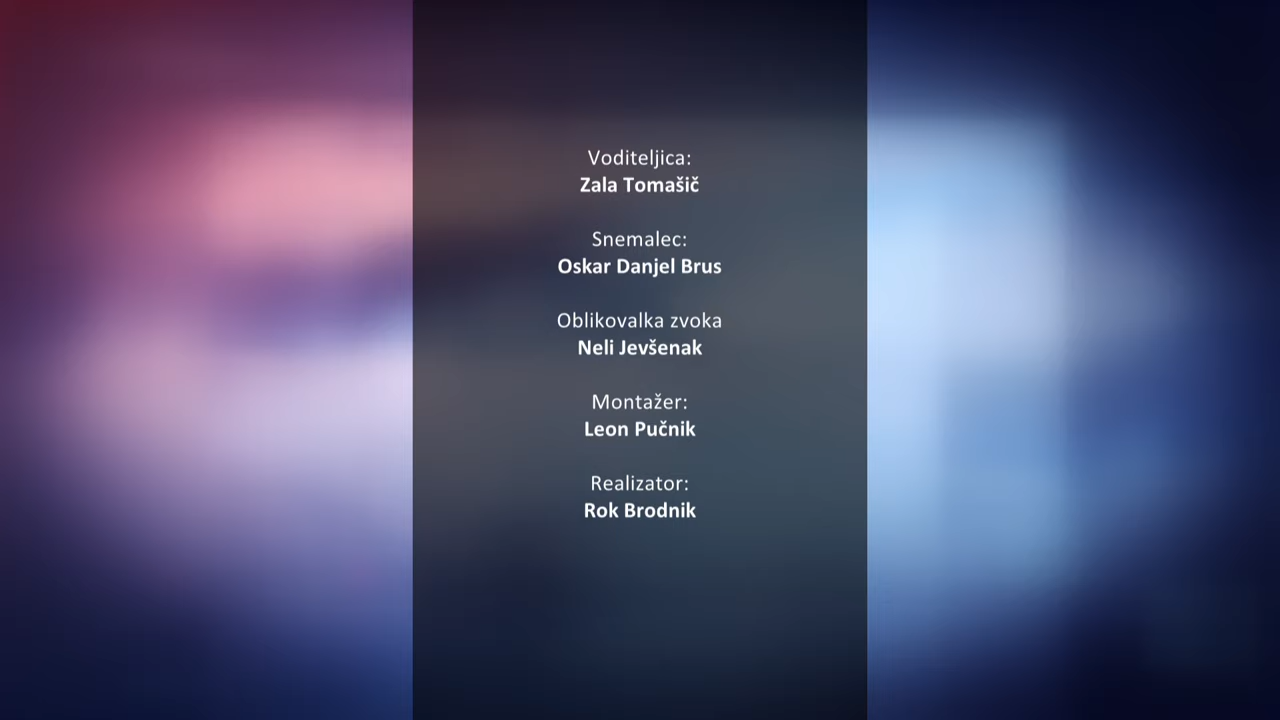 Voditeljica:
Zala Tomašič
Snemalec:
Oskar Danjel Brus
Oblikovalka zvoka
Neli Jevšenak
Montažer:
Leon Pučnik
Realizator:
Rok Brodnik